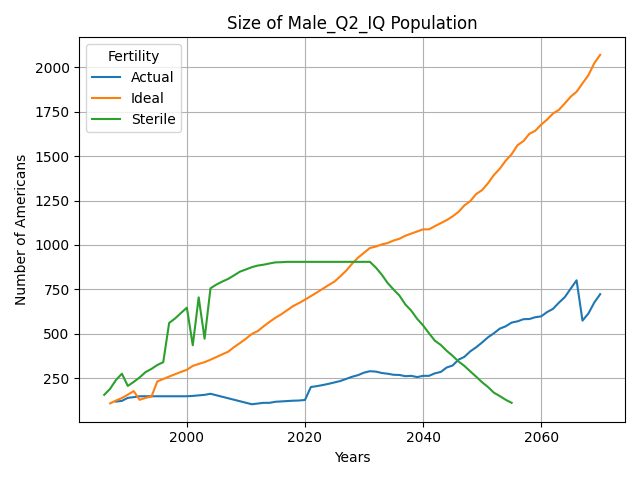 Size of Male_Q2_IQ Population
Fertility
Actual
Ideal
Sterile
Number of Americans
2000
1750
1500
1250
1000
750
500
250
2000
2020
2040
2060
Years